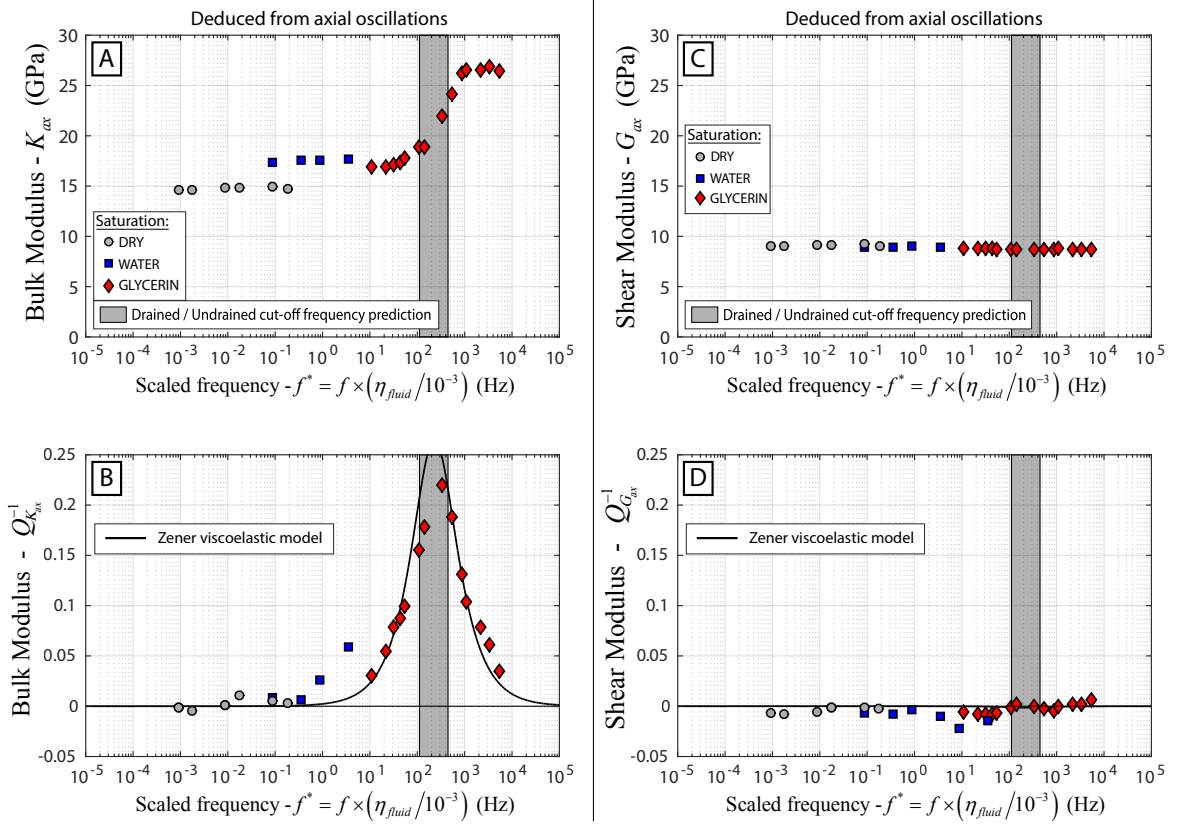 Deduced from axial oscillations
A
Bulk Modulus - K_ax (GPa)
30
25
20
15
10
5
0
Saturation:
DRY
WATER
GLYCERIN
Drained / Undrained cut-off frequency prediction
10^-5 10^-4 10^-3 10^-2 10^-1 10^0 10^1 10^2 10^3 10^4 10^5
Scaled frequency - f* = f × (η_fluid / 10^-3) (Hz)
B
Bulk Modulus - Q^-1_K_ax
0.25
0.2
0.15
0.1
0.05
0
-0.05
Zener viscoelastic model
10^-5 10^-4 10^-3 10^-2 10^-1 10^0 10^1 10^2 10^3 10^4 10^5
Scaled frequency - f* = f × (η_fluid / 10^-3) (Hz)
Deduced from axial oscillations
C
Shear Modulus - G_ax (GPa)
30
25
20
15
10
5
0
Saturation:
DRY
WATER
GLYCERIN
Drained / Undrained cut-off frequency prediction
10^-5 10^-4 10^-3 10^-2 10^-1 10^0 10^1 10^2 10^3 10^4 10^5
Scaled frequency - f* = f × (η_fluid / 10^-3) (Hz)
D
Shear Modulus - Q^-1_G_ax
0.25
0.2
0.15
0.1
0.05
0
-0.05
Zener viscoelastic model
10^-5 10^-4 10^-3 10^-2 10^-1 10^0 10^1 10^2 10^3 10^4 10^5
Scaled frequency - f* = f × (η_fluid / 10^-3) (Hz)